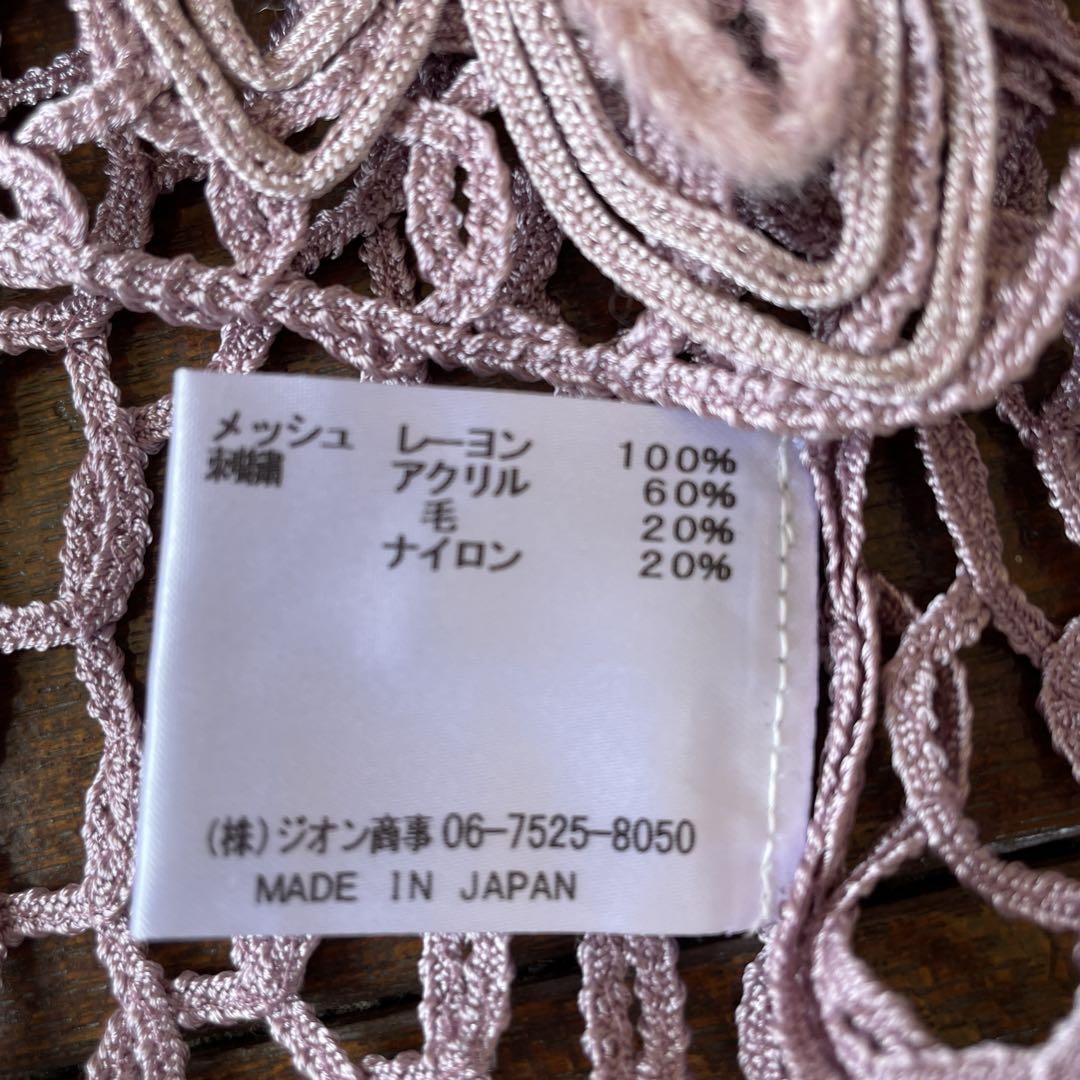 メッシュ レーヨン 100%
刺繍 アクリル 60%
毛 20%
ナイロン 20%
(株)ジオン商事 06-7525-8050
MADE IN JAPAN